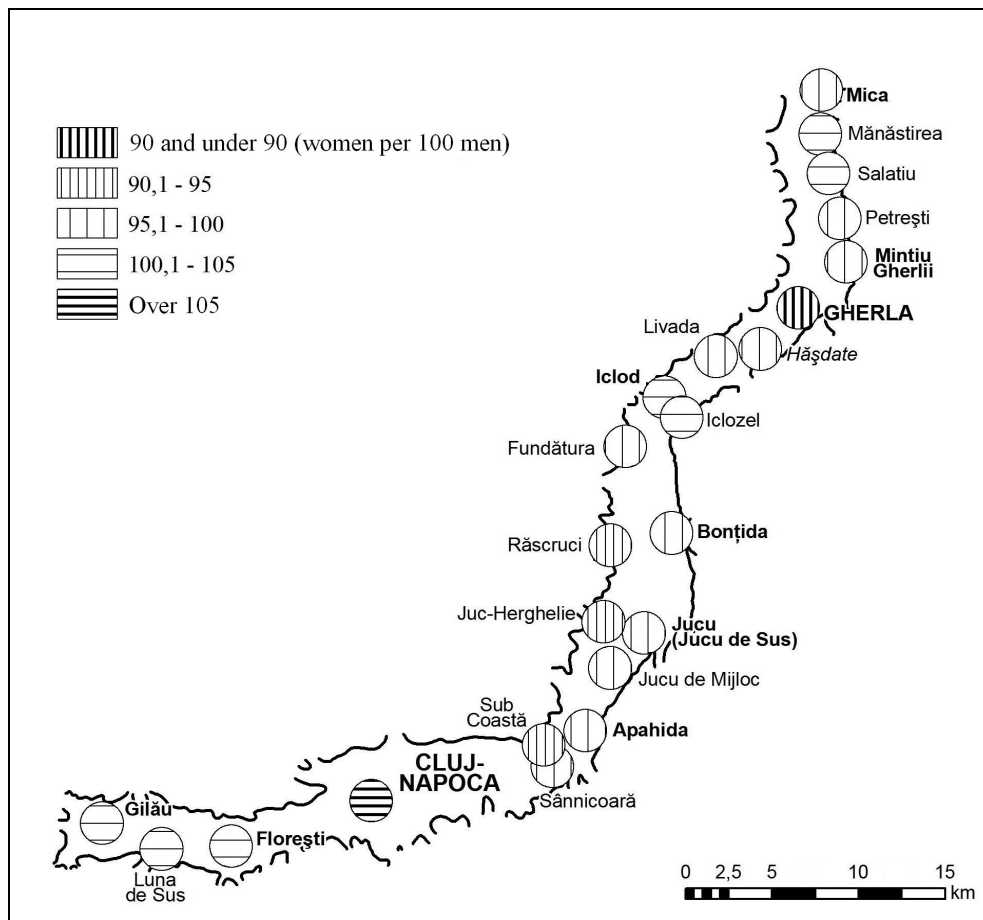 Mica
90 and under 90 (women per 100 men)
Mănăstirea
Salatiu
90,1 - 95
95,1 - 100
Petreşti
100,1 - 105
Mintiu
Gherlii
Over 105
GHERLA
Livada
Hăşdate
Iclod
Iclozel
Fundătura
Bonțida
Răscruci
Juc-Herghelie
Jucu
(Jucu de Sus)
Jucu de Mijloc
Sub
Coastă
Apahida
CLUJ-
NAPOCA
Sânnicoară
Gilău
Floreşti
Luna
de Sus
0 2,5 5 10 15
km